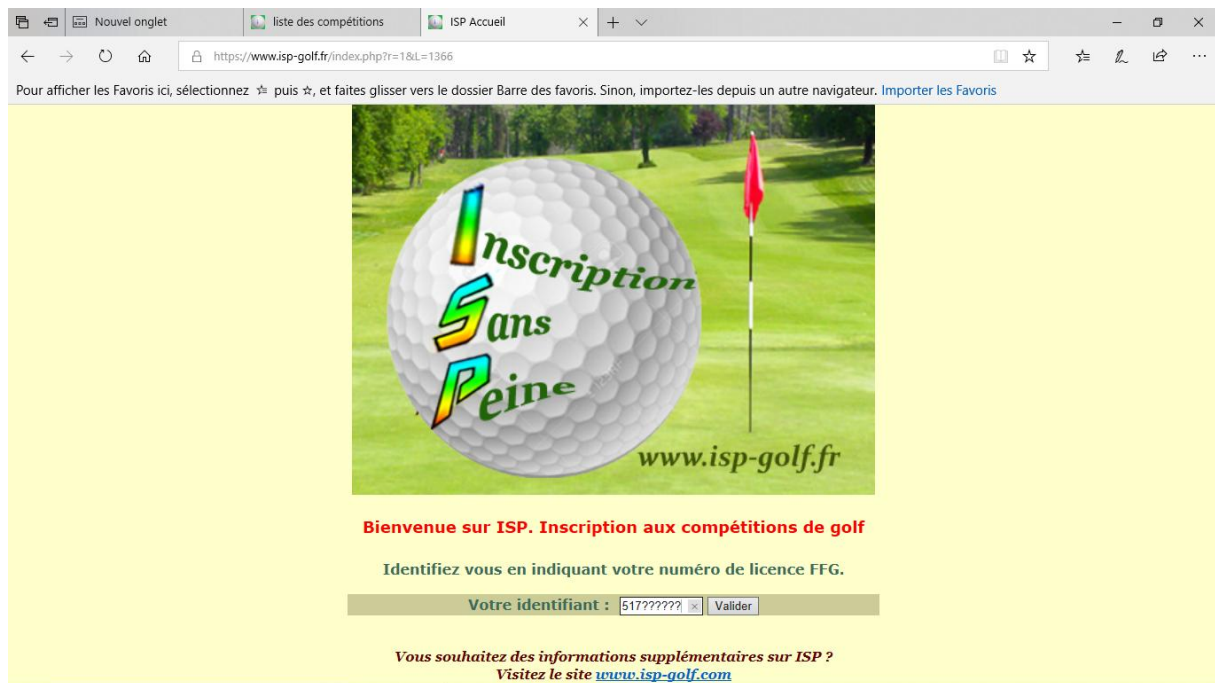 Nouvel onglet
liste des compétitions
ISP Accueil
https://www.isp-golf.fr/index.php?r=1&L=1366
Pour afficher les Favoris ici, sélectionnez ☆ puis ☆, et faites glisser vers le dossier Barre des favoris. Sinon, importez-les depuis un autre navigateur. Importer les Favoris
Inscription
Sans
Peine
www.isp-golf.fr
Bienvenue sur ISP. Inscription aux compétitions de golf
Identifiez vous en indiquant votre numéro de licence FFG.
Votre identifiant : 517?????? Valider
Vous souhaitez des informations supplémentaires sur ISP ?
Visitez le site www.isp-golf.com